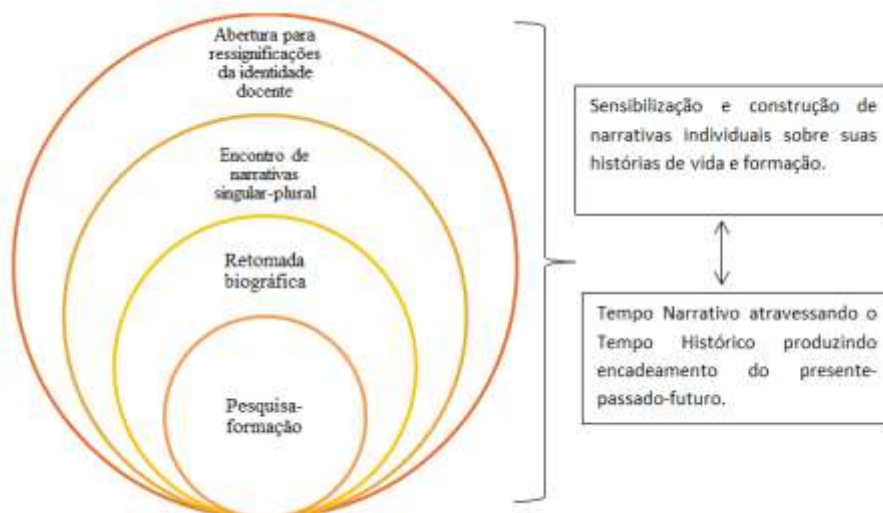 Abertura para
ressignificações
da identidade
docente
Encontro de
narrativas
singular-plural
Retomada
biográfica
Pesquisa-
formação
Sensibilização e construção de
narrativas individuais sobre suas
histórias de vida e formação.
Tempo Narrativo atravessando o
Tempo Histórico produzindo
encadeamento do presente-
passado-futuro.